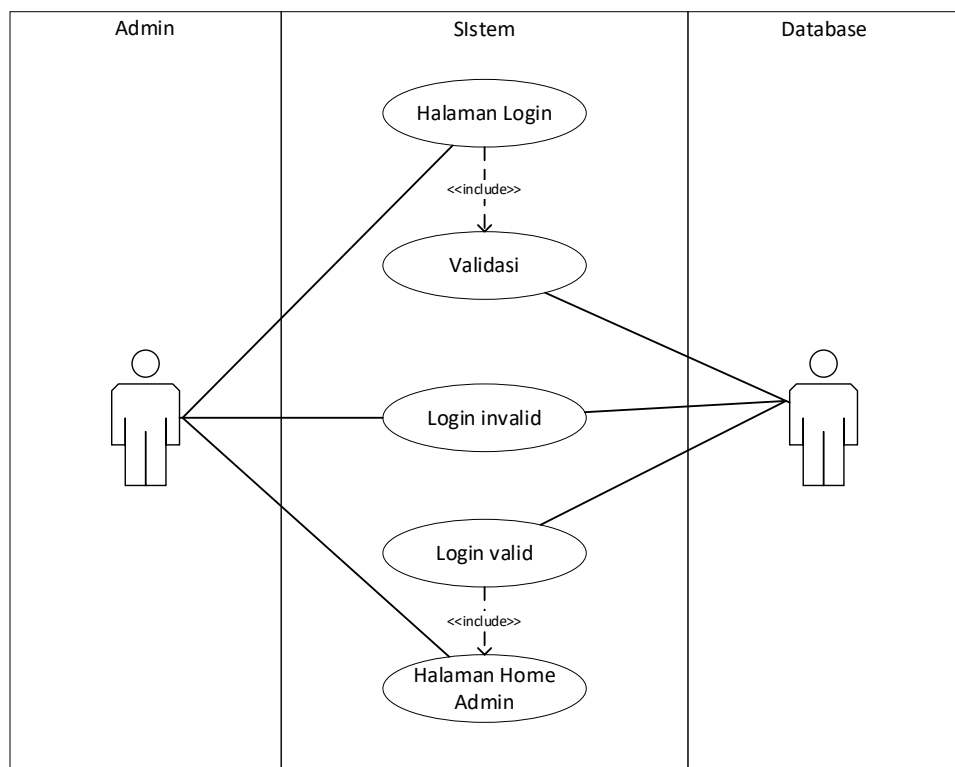 Admin
SIstem
Database
Halaman Login
<<include>>
Validasi
Login invalid
Login valid
<<include>>
Halaman Home
Admin